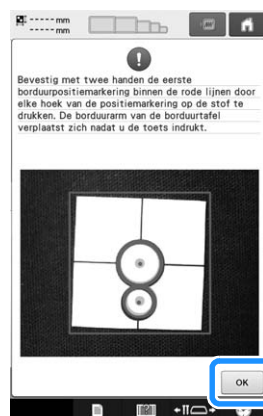 ----- mm
----- mm
Bevestig met twee handen de eerste
borduurpositiemarkering binnen de rode lijnen door
elke hoek van de positiemarkering op de stof te
drukken. De borduurarm van de borduurtafel
verplaatst zich nadat u de toets indrukt.
OK